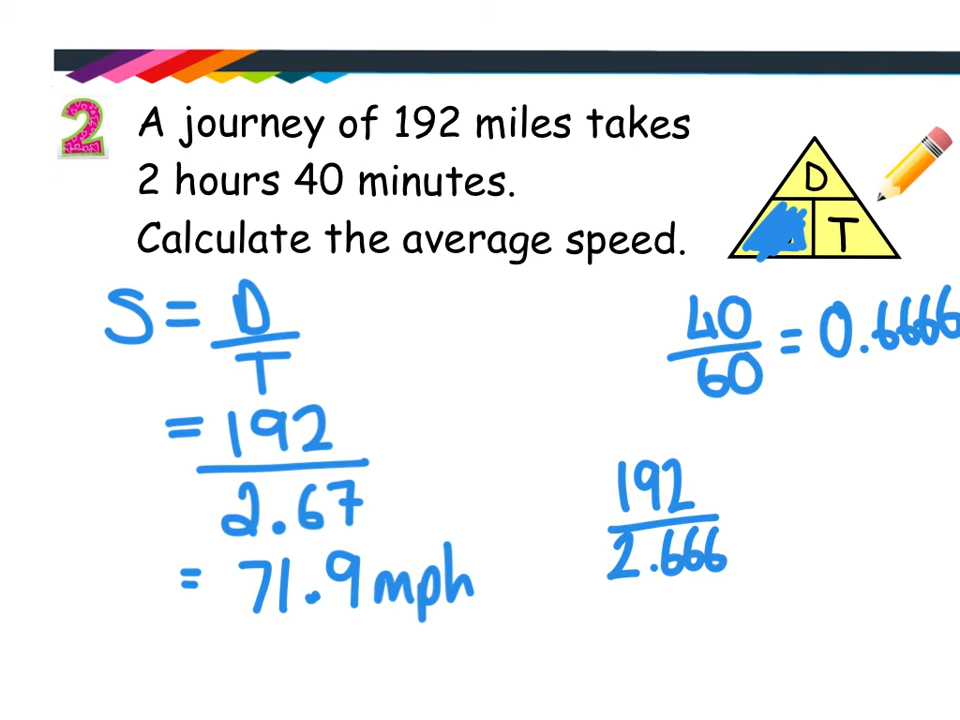 2
A journey of 192 miles takes
2 hours 40 minutes.
Calculate the average speed.
D
T
S = D
T
40
60
= 0.6666
= 192
2.67
192
2.666
= 71.9 mph